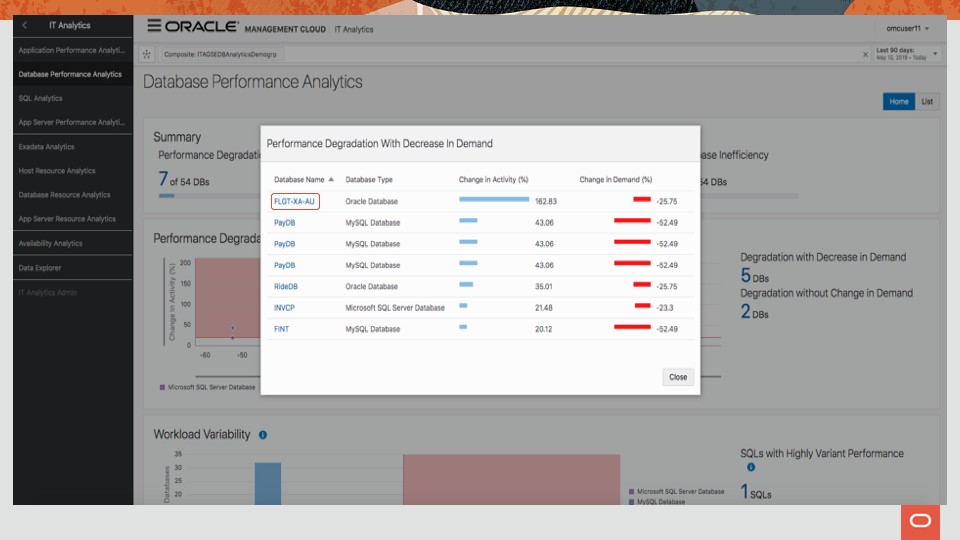 IT Analytics
ORACLE MANAGEMENT CLOUD | IT Analytics
omcuser11
Application Performance Analyti...
Database Performance Analytics
SQL Analytics
App Server Performance Analyti...
Exadata Analytics
Host Resource Analytics
Database Resource Analytics
App Server Resource Analytics
Availability Analytics
Data Explorer
IT Analytics Admin
Composite: ITAGSEDBAnalyticsDemogrp
Last 90 days:
Database Performance Analytics
Home List
Summary
Performance Degradati
ase Inefficiency
7 of 54 DBs
54 DBs
Performance Degradation With Decrease In Demand
Database Name Database Type Change in Activity (%) Change in Demand (%)
FLGT-XA-AU Oracle Database 162.83 -25.75
PayDB MySQL Database 43.06 -52.49
PayDB MySQL Database 43.06 -52.49
PayDB MySQL Database 43.06 -52.49
RideDB Oracle Database 35.01 -25.75
INVCP Microsoft SQL Server Database 21.48 -23.3
FINT MySQL Database 20.12 -52.49
Close
Performance Degrada
Change in Activity (%)
200
150
100
50
0
-60 -50
Microsoft SQL Server Database
Degradation with Decrease in Demand
5 DBs
Degradation without Change in Demand
2 DBs
Workload Variability
Databases
35
30
25
20
Microsoft SQL Server Database
MySQL Database
SQLs with Highly Variant Performance
1 SQLs